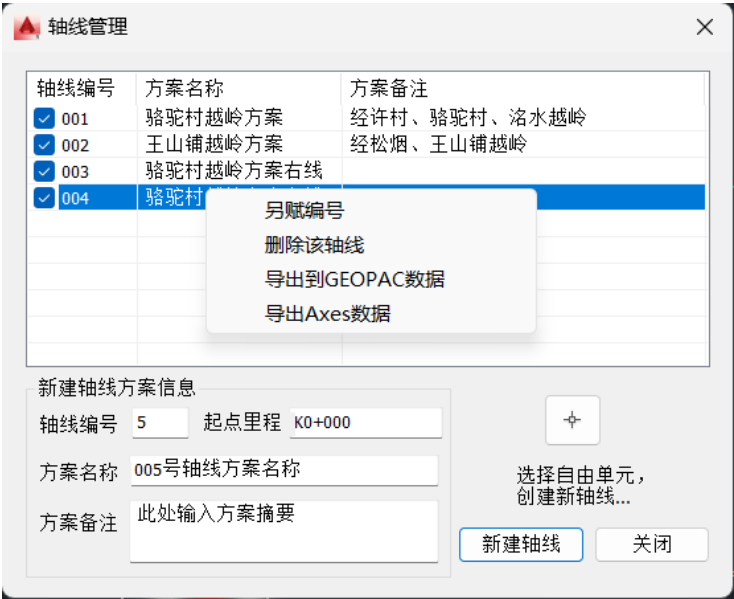 轴线管理
轴线编号 方案名称 方案备注
001 骆驼村越岭方案 经许村、骆驼村、洺水越岭
002 王山铺越岭方案 经松烟、王山铺越岭
003 骆驼村越岭方案右线
004 骆驼村
另赋编号
删除该轴线
导出到GEOPAC数据
导出Axes数据
新建轴线方案信息
轴线编号 5 起点里程 K0+000
方案名称 005号轴线方案名称
方案备注 此处输入方案摘要
选择自由单元,
创建新轴线...
新建轴线 关闭